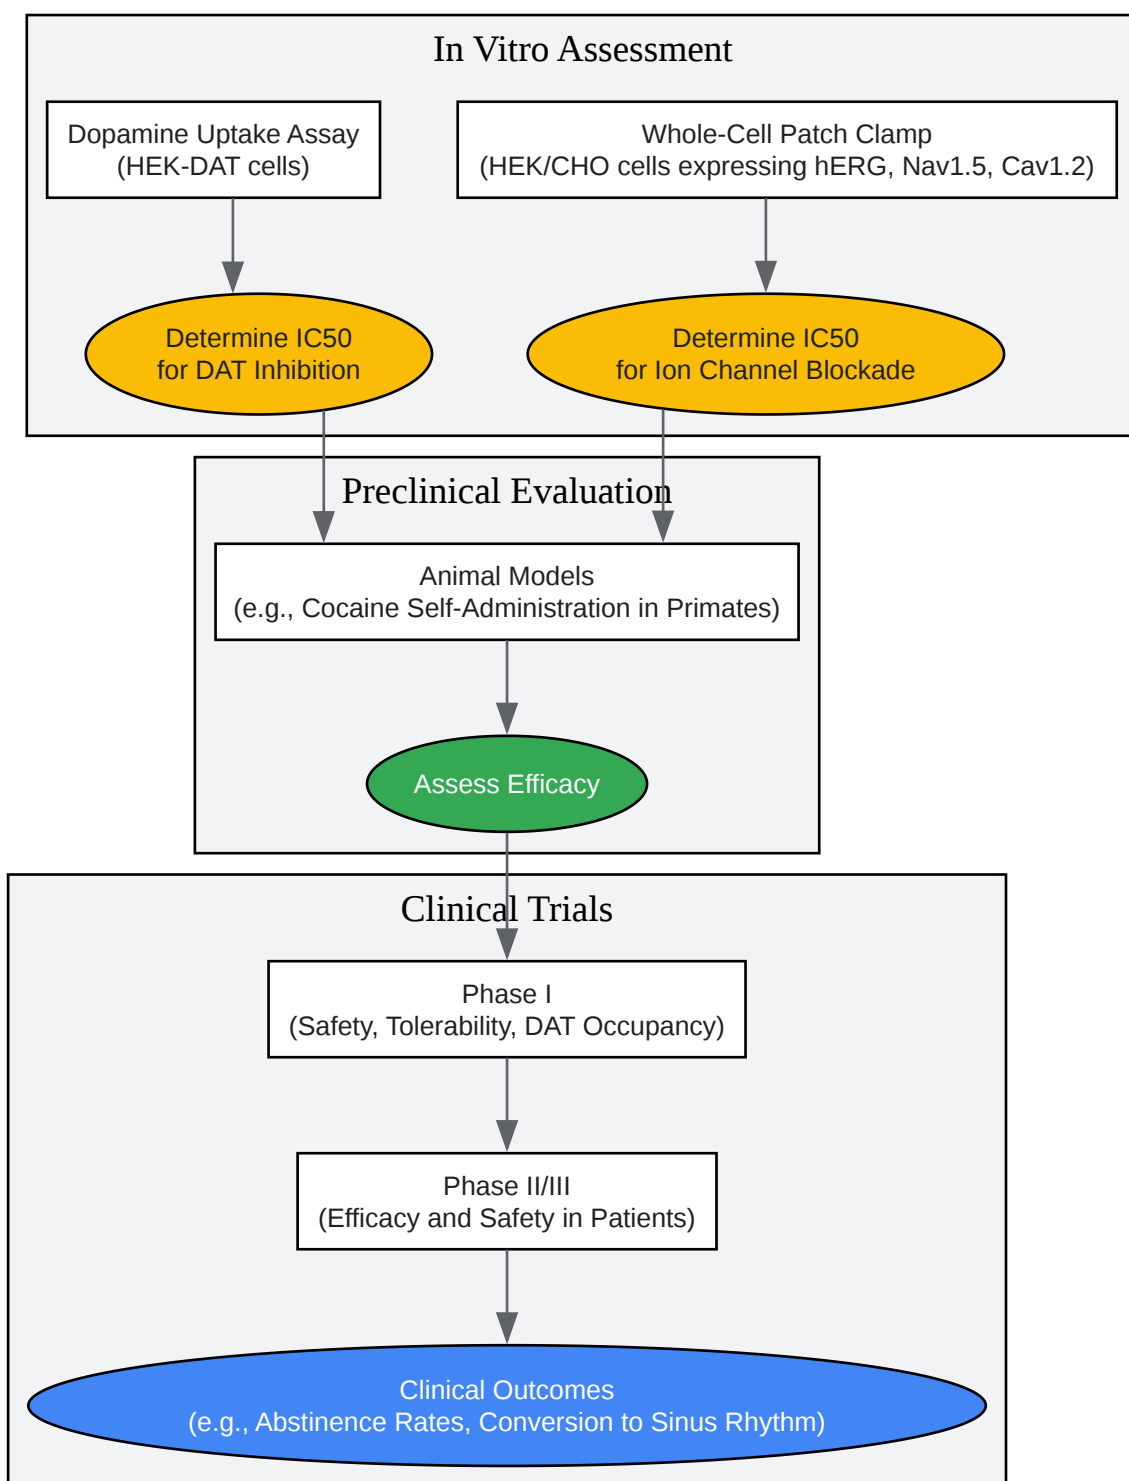 In Vitro Assessment
Dopamine Uptake Assay
(HEK-DAT cells)
Whole-Cell Patch Clamp
(HEK/CHO cells expressing hERG, Nav1.5, Cav1.2)
Determine IC50
for DAT Inhibition
Determine IC50
for Ion Channel Blockade
Preclinical Evaluation
Animal Models
(e.g., Cocaine Self-Administration in Primates)
Assess Efficacy
Clinical Trials
Phase I
(Safety, Tolerability, DAT Occupancy)
Phase II/III
(Efficacy and Safety in Patients)
Clinical Outcomes
(e.g., Abstinence Rates, Conversion to Sinus Rhythm)